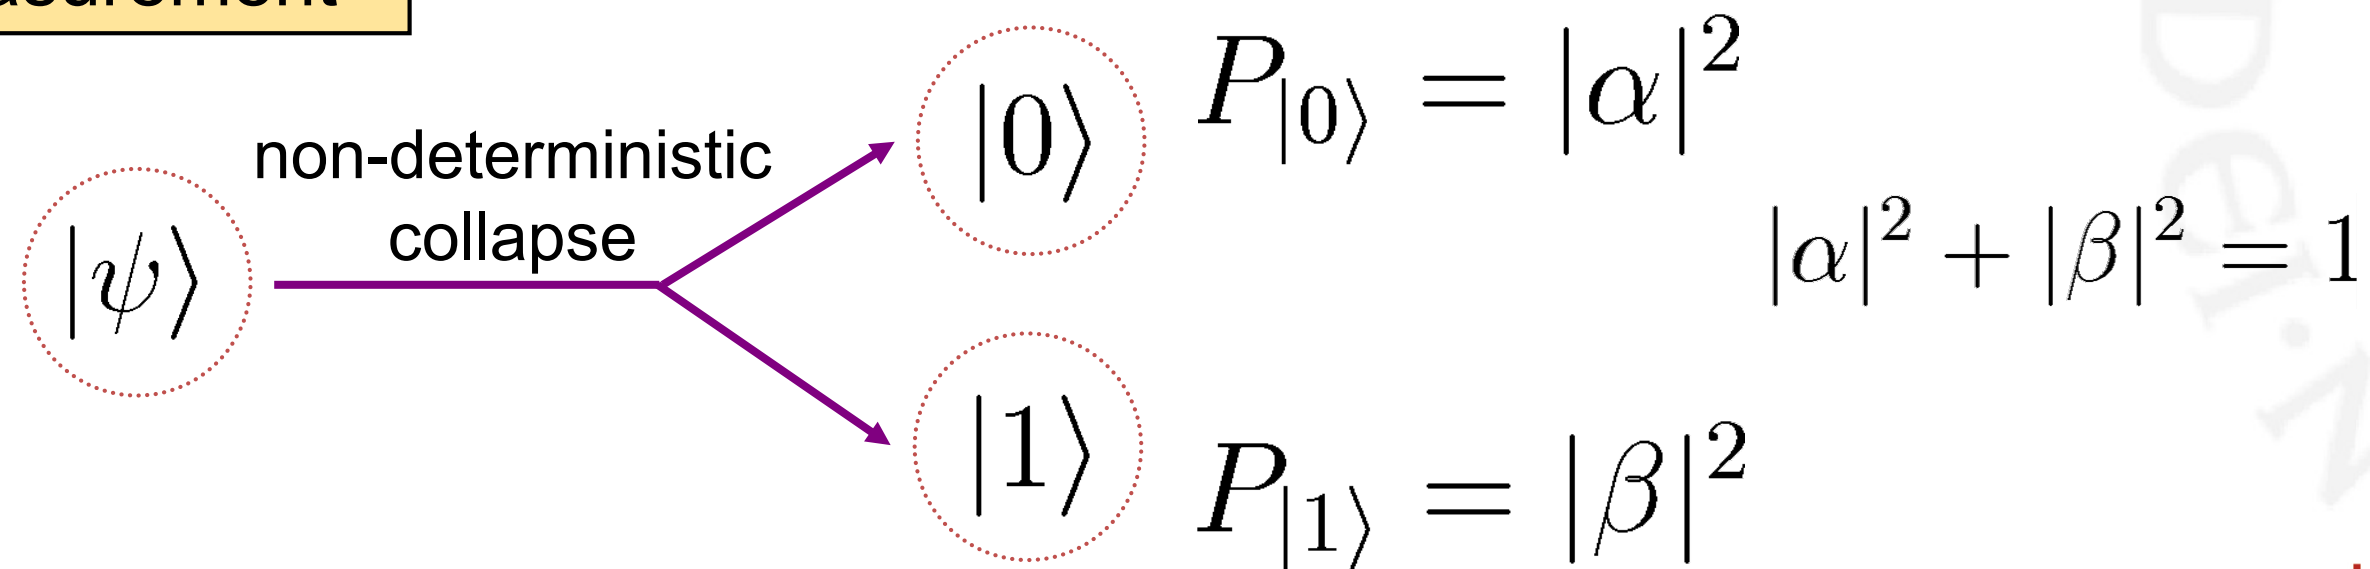 non-deterministic
collapse
|ψ⟩
|0⟩
P|0⟩ = |α|²
|α|² + |β|² = 1
|1⟩
P|1⟩ = |β|²